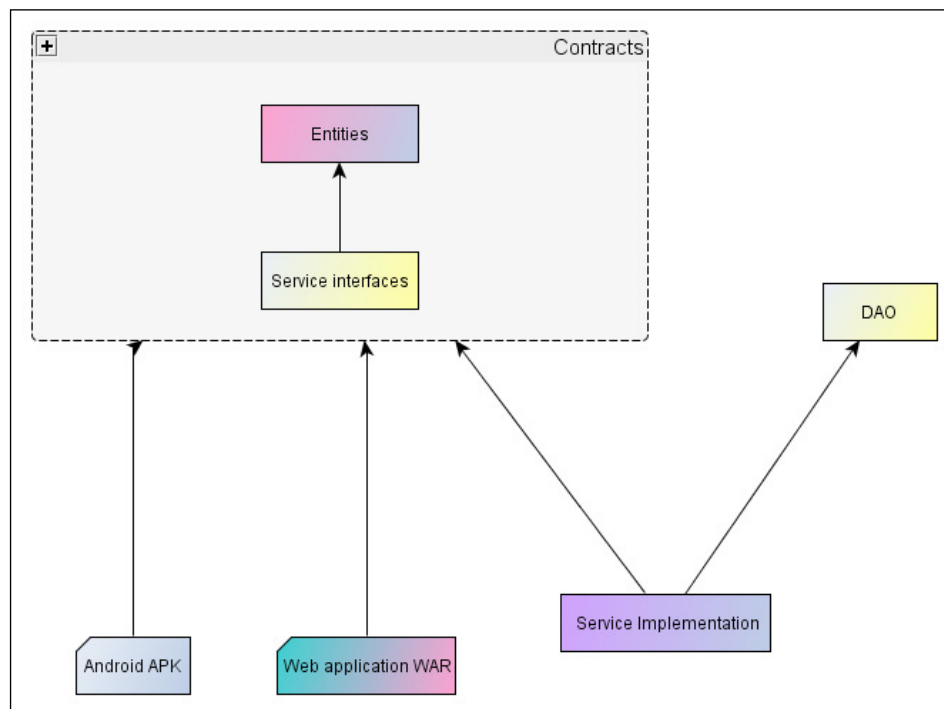 Contracts
Entities
Service interfaces
DAO
Service Implementation
Android APK
Web application WAR